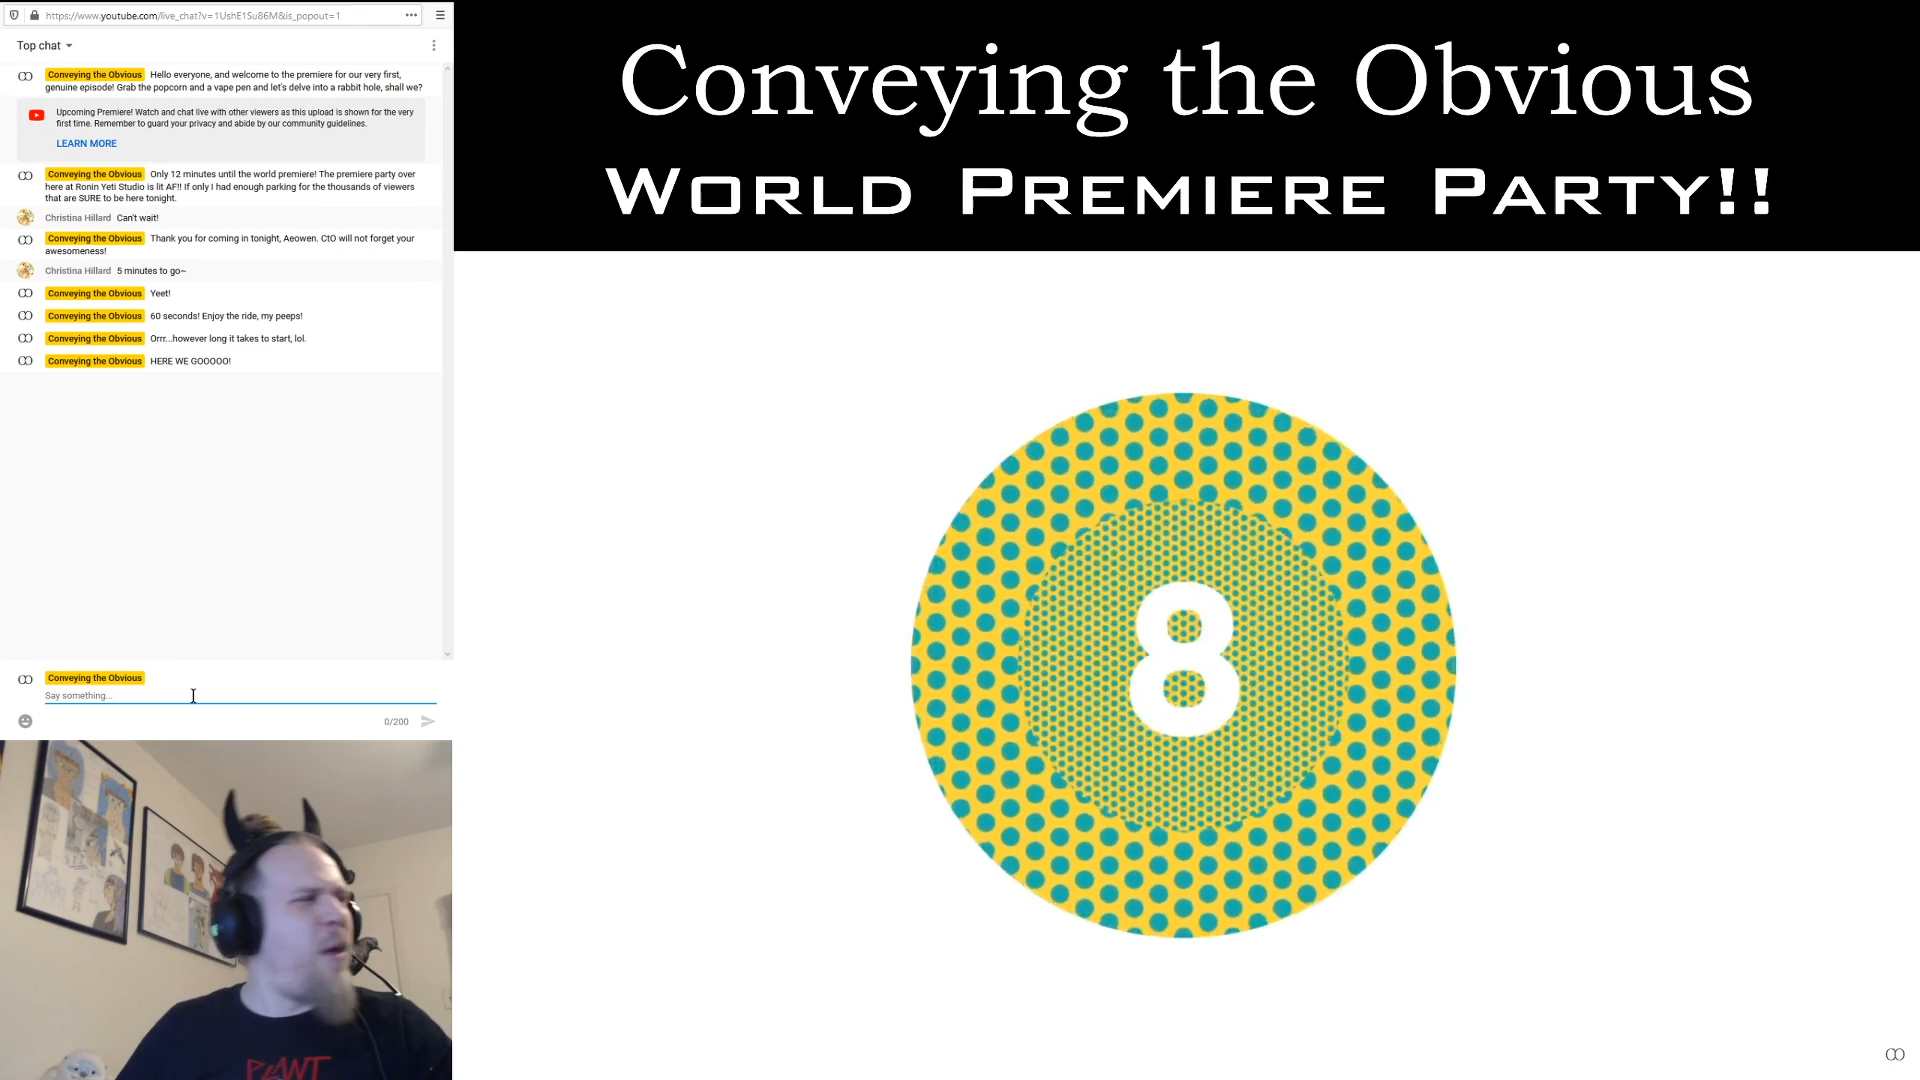 https://www.youtube.com/live_chat?v=1UshE1Su86M&is_popout=1
Top chat
Conveying the Obvious Hello everyone, and welcome to the premiere for our very first,
genuine episode! Grab the popcorn and a vape pen and let's delve into a rabbit hole, shall we?
Upcoming Premiere! Watch and chat live with other viewers as this upload is shown for the very
first time. Remember to guard your privacy and abide by our community guidelines.
LEARN MORE
Conveying the Obvious Only 12 minutes until the world premiere! The premiere party over
here at Ronin Yeti Studio is lit AF!! If only I had enough parking for the thousands of viewers
that are SURE to be here tonight.
Christina Hillard Can't wait!
Conveying the Obvious Thank you for coming in tonight, Aeowen. CtO will not forget your
awesomeness!
Christina Hillard 5 minutes to go~
Conveying the Obvious Yeet!
Conveying the Obvious 60 seconds! Enjoy the ride, my peeps!
Conveying the Obvious Orrr...however long it takes to start, lol.
Conveying the Obvious HERE WE GOOOOO!
Conveying the Obvious
Say something...
0/200
Conveying the Obvious
World Premiere Party!!
8
PLANT